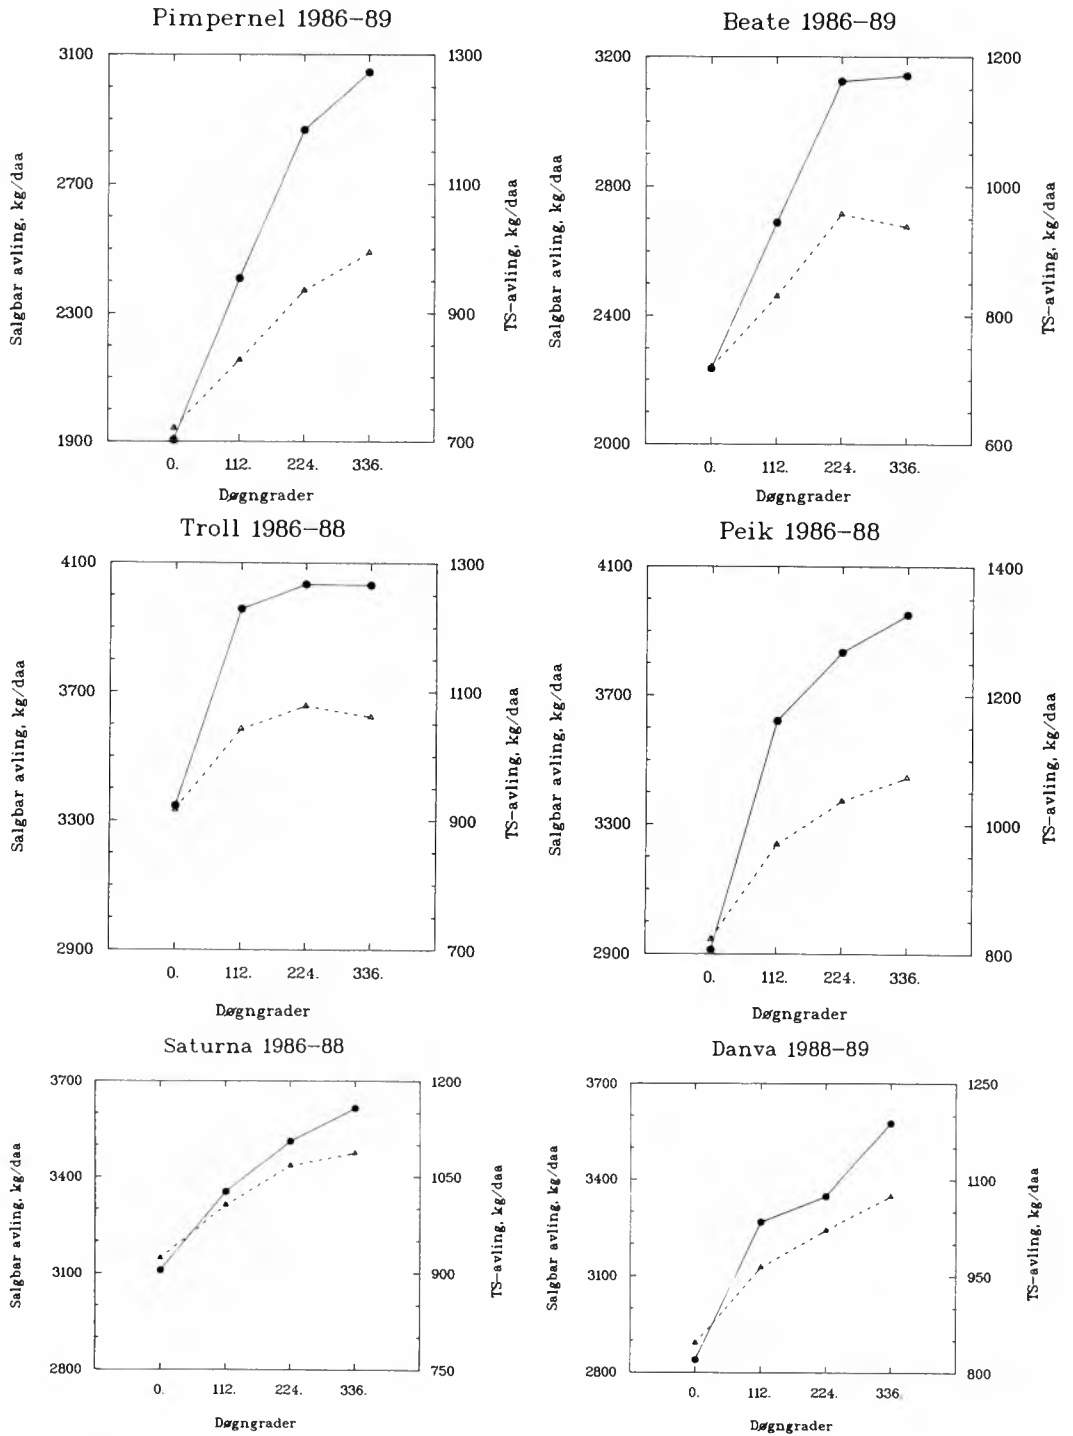 Pimpernel 1986-89
3100
2700
2300
1900
1300
1100
900
700
Salgbar avling, kg/daa
TS-avling, kg/daa
0. 112. 224. 336.
Døgngrader
Beate 1986-89
3200
2800
2400
2000
1200
1000
800
600
Salgbar avling, kg/daa
TS-avling, kg/daa
0. 112. 224. 336.
Døgngrader
Troll 1986-88
4100
3700
3300
2900
1300
1100
900
700
Salgbar avling, kg/daa
TS-avling, kg/daa
0. 112. 224. 336.
Døgngrader
Peik 1986-88
4100
3700
3300
2900
1400
1200
1000
800
Salgbar avling, kg/daa
TS-avling, kg/daa
0. 112. 224. 336.
Døgngrader
Saturna 1986-88
3700
3400
3100
2800
1200
1050
900
750
Salgbar avling, kg/daa
TS-avling, kg/daa
0. 112. 224. 336.
Døgngrader
Danva 1988-89
3700
3400
3100
2800
1250
1100
950
800
Salgbar avling, kg/daa
TS-avling, kg/daa
0. 112. 224. 336.
Døgngrader